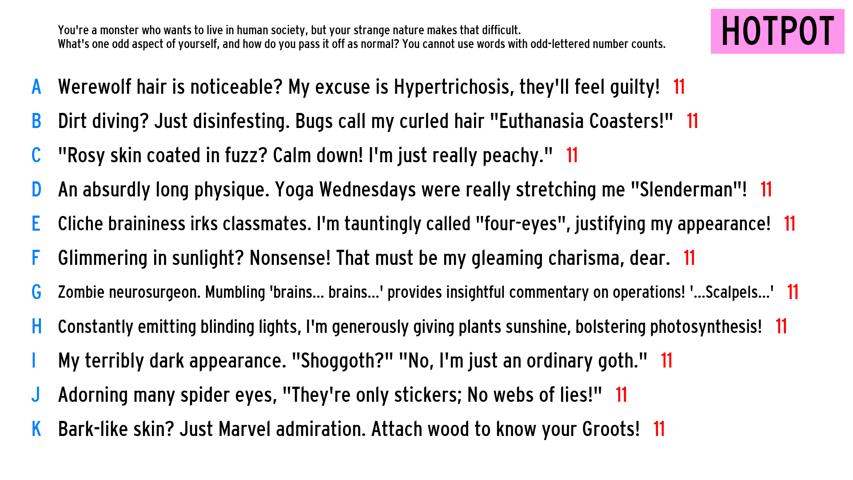 You're a monster who wants to live in human society, but your strange nature makes that difficult.
What's one odd aspect of yourself, and how do you pass it off as normal? You cannot use words with odd-lettered number counts.
HOTPOT
A Werewolf hair is noticeable? My excuse is Hypertrichosis, they'll feel guilty! 11
B Dirt diving? Just disinfesting. Bugs call my curled hair "Euthanasia Coasters!" 11
C "Rosy skin coated in fuzz? Calm down! I'm just really peachy." 11
D An absurdly long physique. Yoga Wednesdays were really stretching me "Slenderman"! 11
E Cliche braininess irks classmates. I'm tauntingly called "four-eyes", justifying my appearance! 11
F Glimmering in sunlight? Nonsense! That must be my gleaming charisma, dear. 11
G Zombie neurosurgeon. Mumbling 'brains... brains...' provides insightful commentary on operations! '...Scalpels...' 11
H Constantly emitting blinding lights, I'm generously giving plants sunshine, bolstering photosynthesis! 11
I My terribly dark appearance. "Shoggoth?" "No, I'm just an ordinary goth." 11
J Adorning many spider eyes, "They're only stickers; No webs of lies!" 11
K Bark-like skin? Just Marvel admiration. Attach wood to know your Groots! 11